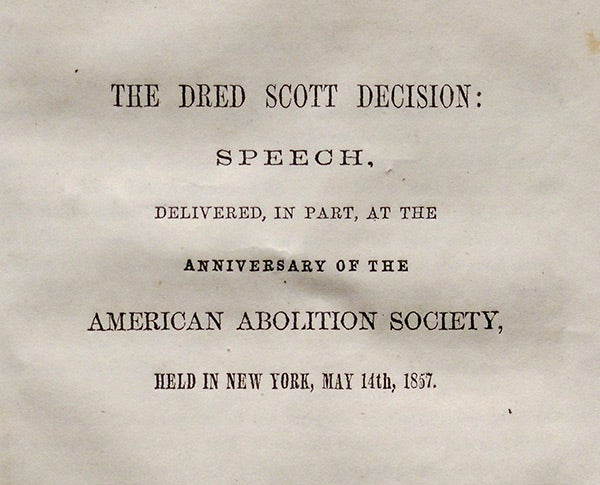 THE DRED SCOTT DECISION:
SPEECH,
DELIVERED, IN PART, AT THE
ANNIVERSARY OF THE
AMERICAN ABOLITION SOCIETY,
HELD IN NEW YORK, MAY 14th, 1857.